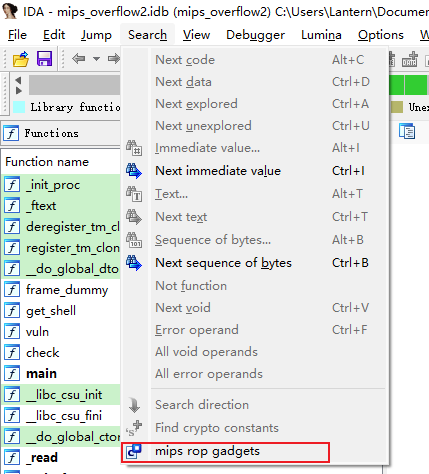 IDA - mips_overflow2.idb (mips_overflow2) C:\Users\Lantern\Docume
File Edit Jump Search View Debugger Lumina Options W
Library functio
Unex
Functions
Function name
_init_proc
_ftext
deregister_tm_clon
register_tm_clon
__do_global_dto
frame_dummy
get_shell
vuln
check
main
__libc_csu_init
__libc_csu_fini
__do_global_ctor
_read
Next code Alt+C
Next data Ctrl+D
Next explored Ctrl+A
Next unexplored Ctrl+U
Immediate value... Alt+I
Next immediate value Ctrl+I
Text... Alt+T
Next text Ctrl+T
Sequence of bytes... Alt+B
Next sequence of bytes Ctrl+B
Not function
Next void Ctrl+V
Error operand Ctrl+F
All void operands
All error operands
Search direction
Find crypto constants
mips rop gadgets